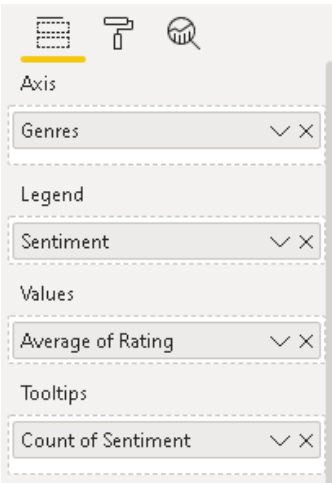 Axis
Genres
Legend
Sentiment
Values
Average of Rating
Tooltips
Count of Sentiment